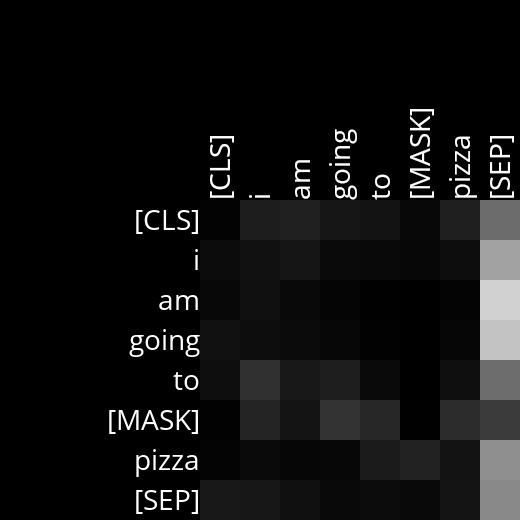 [CLS] i am going to [MASK] pizza [SEP]
[CLS]
i
am
going
to
[MASK]
pizza
[SEP]